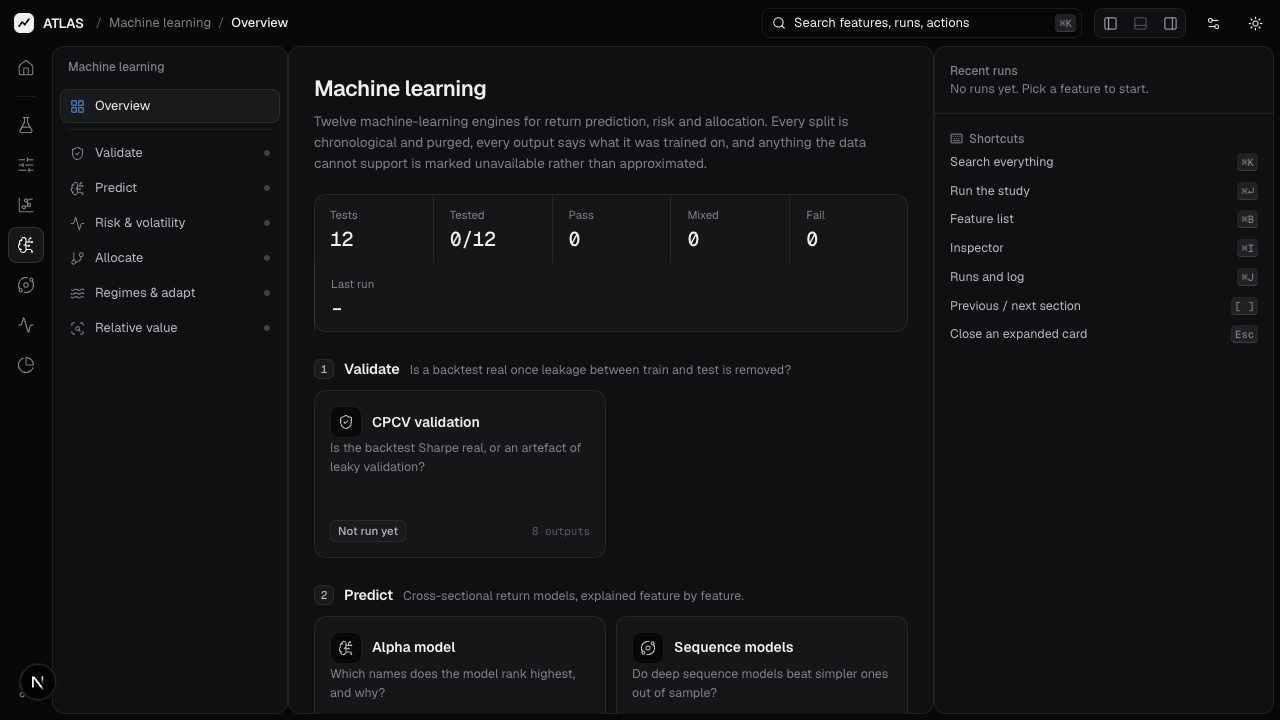 ATLAS / Machine learning / Overview
Search features, runs, actions ⌘K
Machine learning
Overview
Validate
Predict
Risk & volatility
Allocate
Regimes & adapt
Relative value
N
Machine learning
Twelve machine-learning engines for return prediction, risk and allocation. Every split is
chronological and purged, every output says what it was trained on, and anything the data
cannot support is marked unavailable rather than approximated.
Tests
12
Tested
0/12
Pass
0
Mixed
0
Fail
0
Last run
–
1 Validate Is a backtest real once leakage between train and test is removed?
CPCV validation
Is the backtest Sharpe real, or an artefact of
leaky validation?
Not run yet 8 outputs
2 Predict Cross-sectional return models, explained feature by feature.
Alpha model
Which names does the model rank highest,
and why?
Sequence models
Do deep sequence models beat simpler ones
out of sample?
Recent runs
No runs yet. Pick a feature to start.
Shortcuts
Search everything ⌘K
Run the study ⌘↵
Feature list ⌘B
Inspector ⌘I
Runs and log ⌘J
Previous / next section [ ]
Close an expanded card Esc